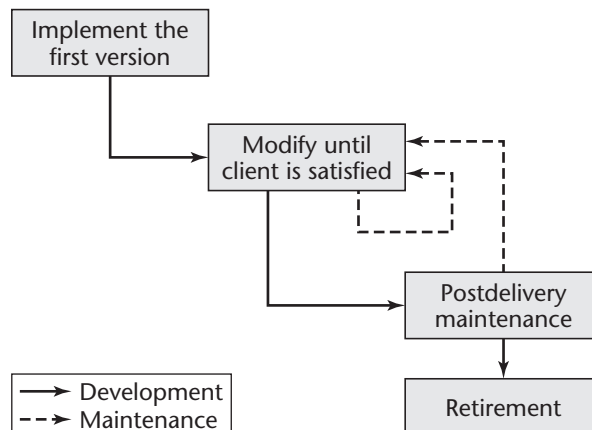 Implement the
first version
Modify until
client is satisfied
Postdelivery
maintenance
Retirement
Development
Maintenance